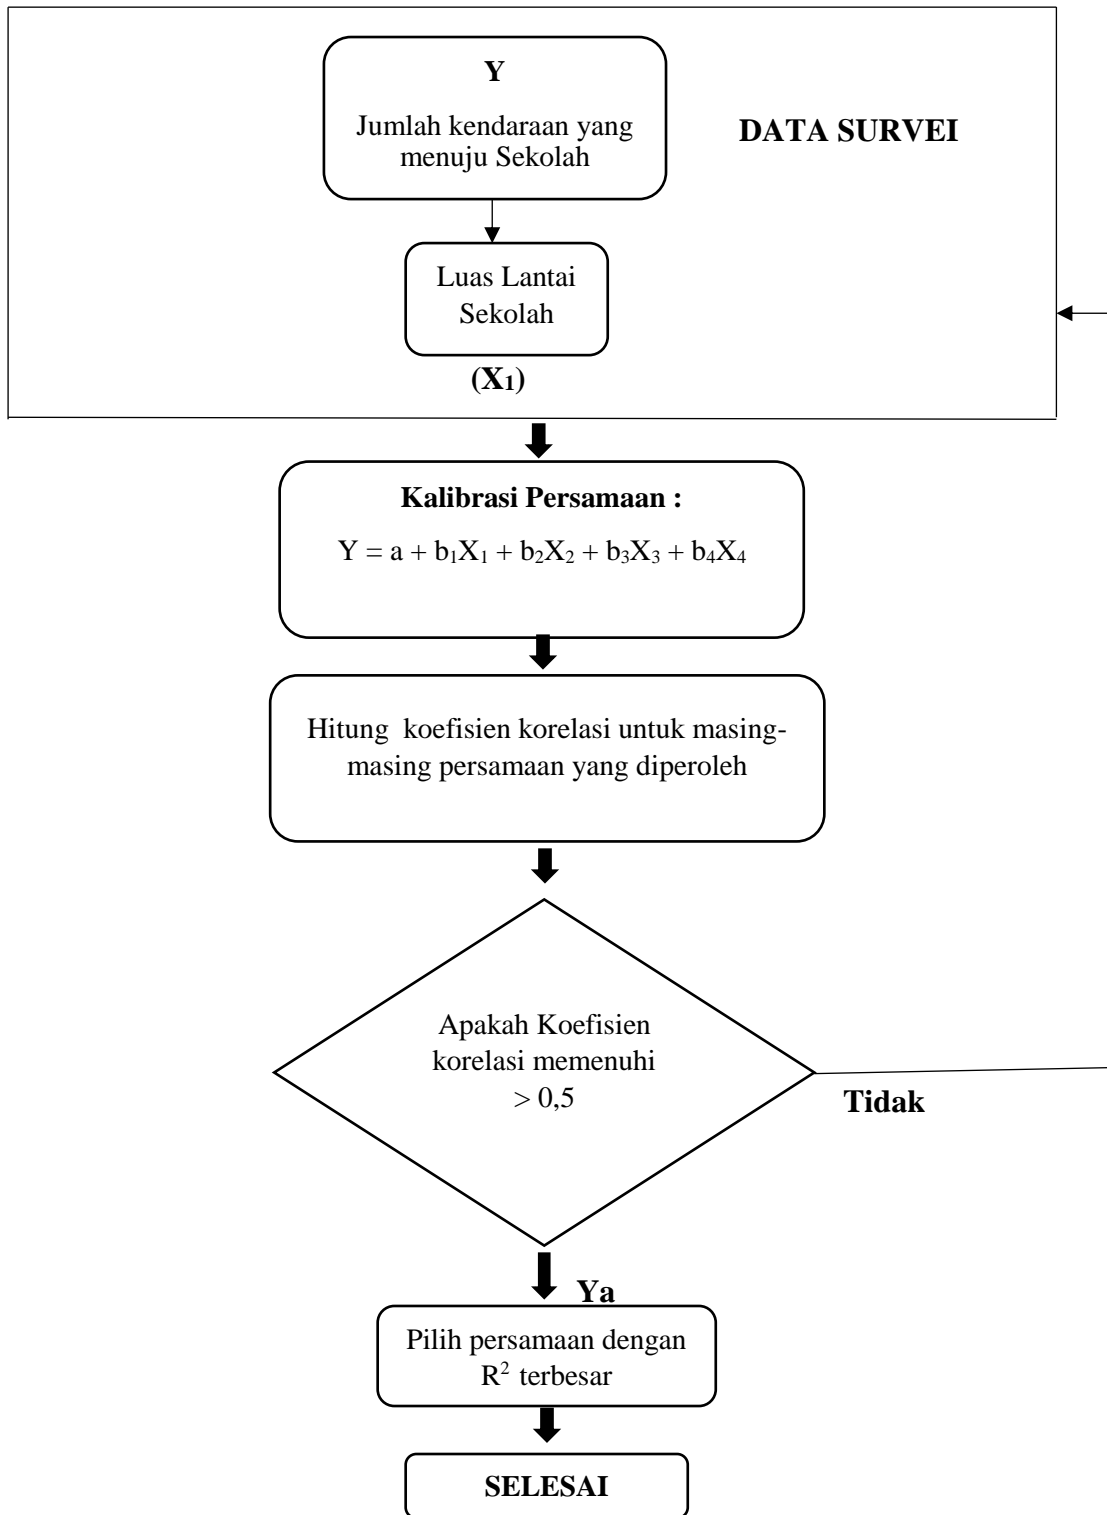 Y
Jumlah kendaraan yang
menuju Sekolah
DATA SURVEI
Luas Lantai
Sekolah
(X₁)
Kalibrasi Persamaan :
Y = a + b₁X₁ + b₂X₂ + b₃X₃ + b₄X₄
Hitung koefisien korelasi untuk masing-
masing persamaan yang diperoleh
Apakah Koefisien
korelasi memenuhi
> 0,5
Tidak
Ya
Pilih persamaan dengan
R² terbesar
SELESAI